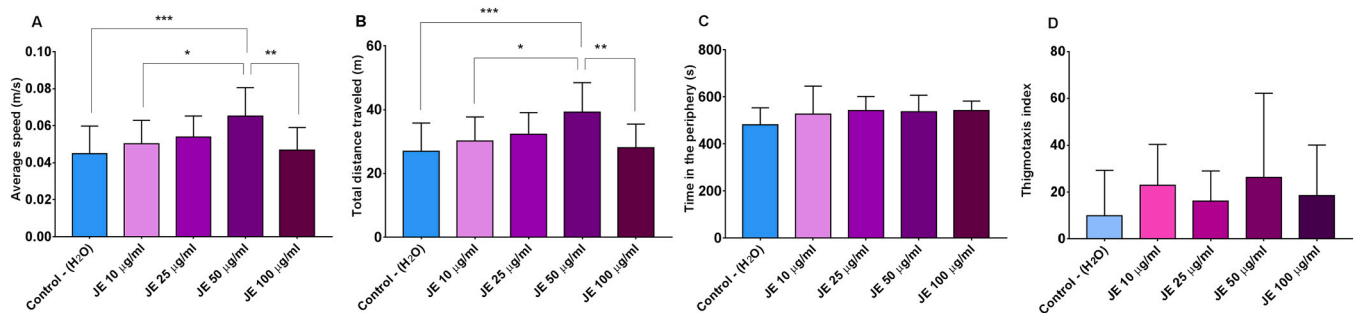 A
***
*
**
Average speed (m/s)
0.10
0.08
0.06
0.04
0.02
0.00
Control - (H₂O)
JE 10 µg/ml
JE 25 µg/ml
JE 50 µg/ml
JE 100 µg/ml
B
***
*
**
Total distance traveled (m)
60
40
20
0
Control - (H₂O)
JE 10 µg/ml
JE 25 µg/ml
JE 50 µg/ml
JE 100 µg/ml
C
Time in the periphery (s)
800
600
400
200
0
Control - (H₂O)
JE 10 µg/ml
JE 25 µg/ml
JE 50 µg/ml
JE 100 µg/ml
D
Thigmotaxis index
80
60
40
20
0
Control - (H₂O)
JE 10 µg/ml
JE 25 µg/ml
JE 50 µg/ml
JE 100 µg/ml